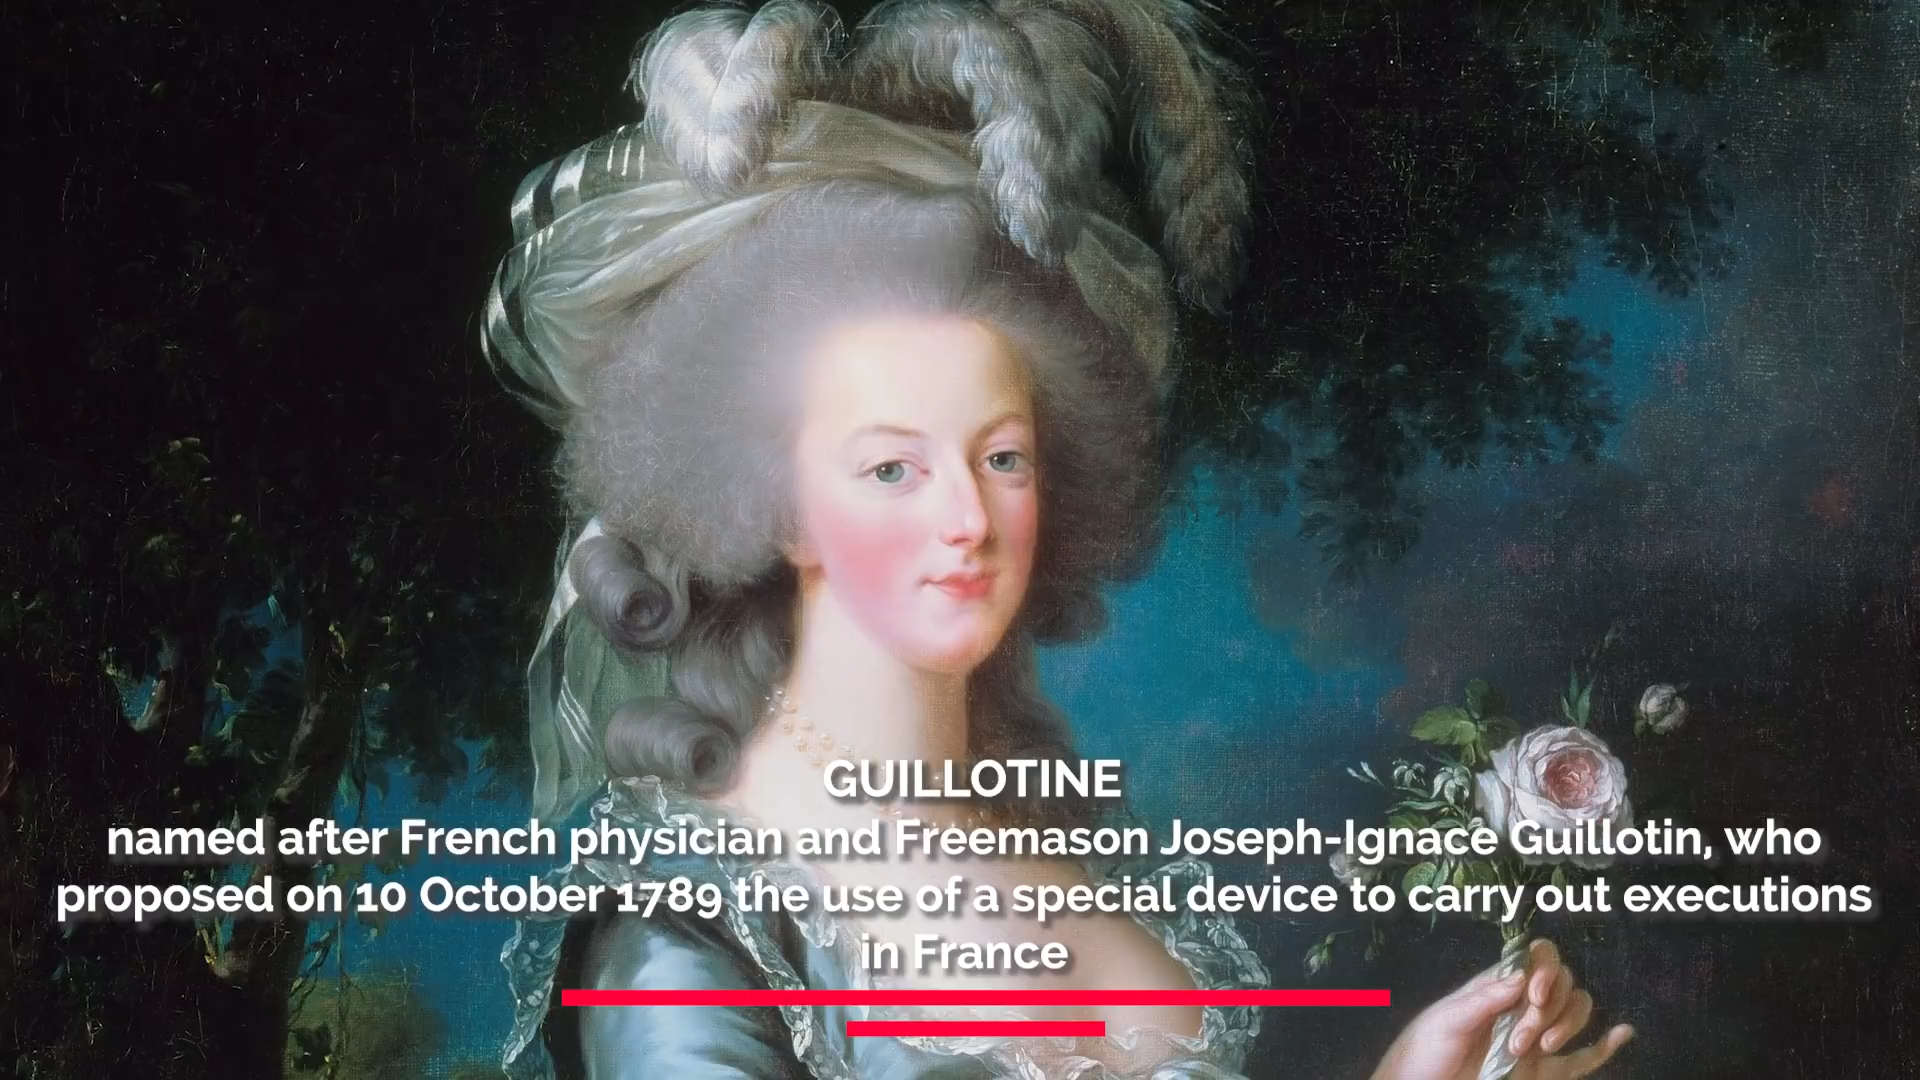 GUILLOTINE
named after French physician and Freemason Joseph-Ignace Guillotin, who
proposed on 10 October 1789 the use of a special device to carry out executions
in France